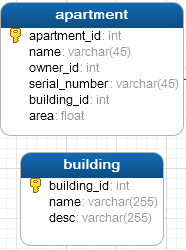 apartment
apartment_id: int
name: varchar(45)
owner_id: int
serial_number: varchar(45)
building_id: int
area: float
building
building_id: int
name: varchar(255)
desc: varchar(255)